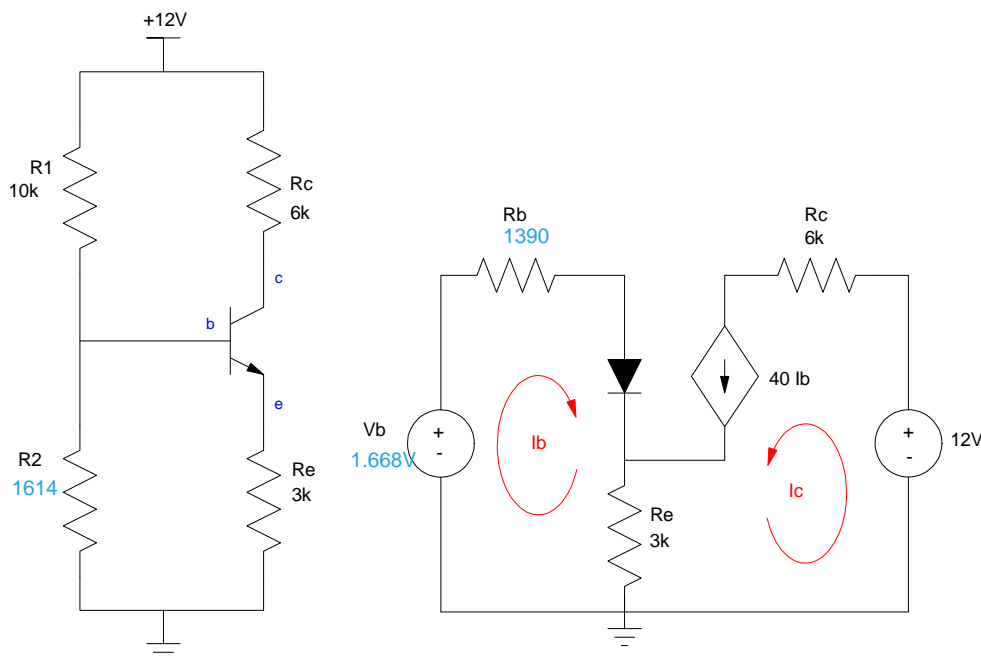 +12V
R1
10k
Rc
6k
c
b
e
R2
1614
Re
3k
Rb
1390
Rc
6k
40 Ib
Vb
1.668V
+
-
Ib
Re
3k
Ic
+
-
12V